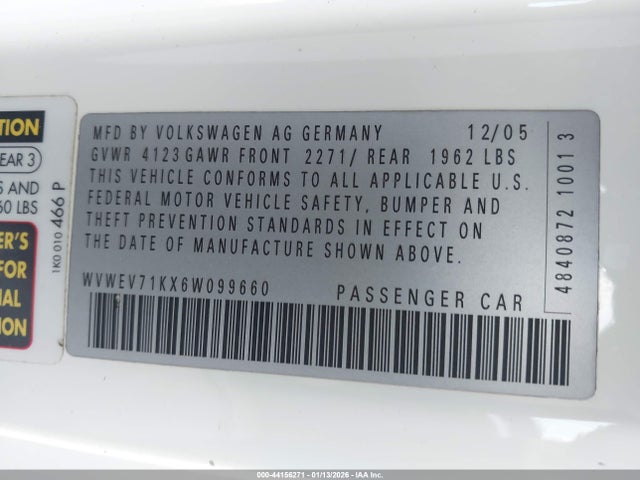 TION
EAR 3)
S AND
60 LBS
ER'S
FOR
NAL
ION
1K0 010 466 P
MFD BY VOLKSWAGEN AG GERMANY 12/05
GVWR 4123 GAWR FRONT 2271/ REAR 1962 LBS
THIS VEHICLE CONFORMS TO ALL APPLICABLE U.S.
FEDERAL MOTOR VEHICLE SAFETY, BUMPER AND
THEFT PREVENTION STANDARDS IN EFFECT ON
THE DATE OF MANUFACTURE SHOWN ABOVE.
WVWEV71KX6W099660 PASSENGER CAR
4840872 1001 3
000-44156271 - 01/13/2026 - IAA Inc.